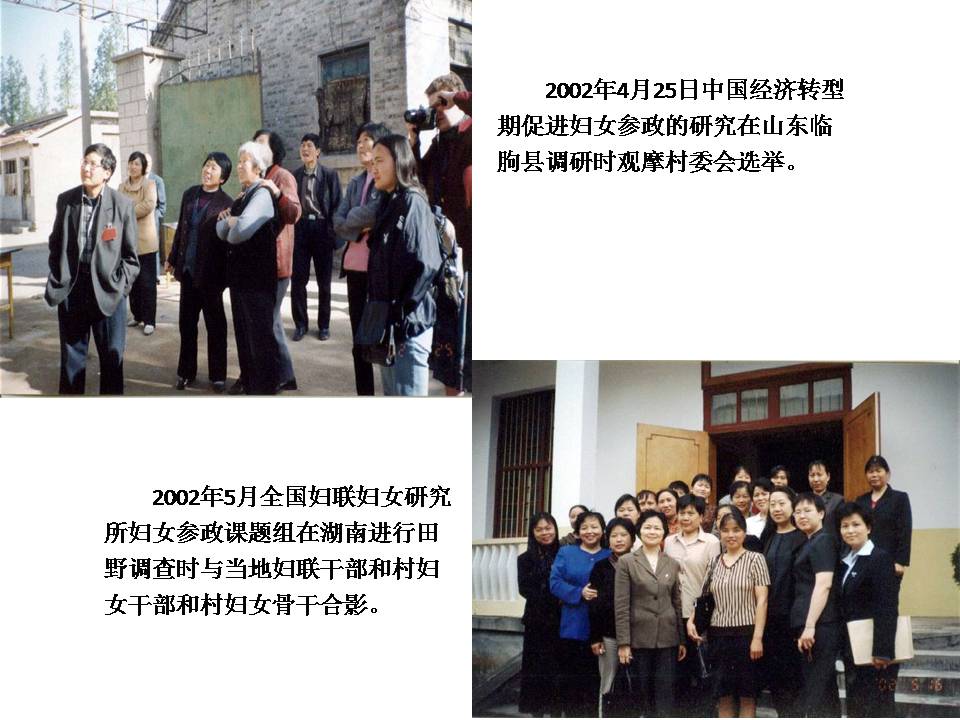 2002年4月25日中国经济转型
期促进妇女参政的研究在山东临
朐县调研时观摩村委会选举。
2002年5月全国妇联妇女研究
所妇女参政课题组在湖南进行田
野调查时与当地妇联干部和村妇
女干部和村妇女骨干合影。
02 5 16